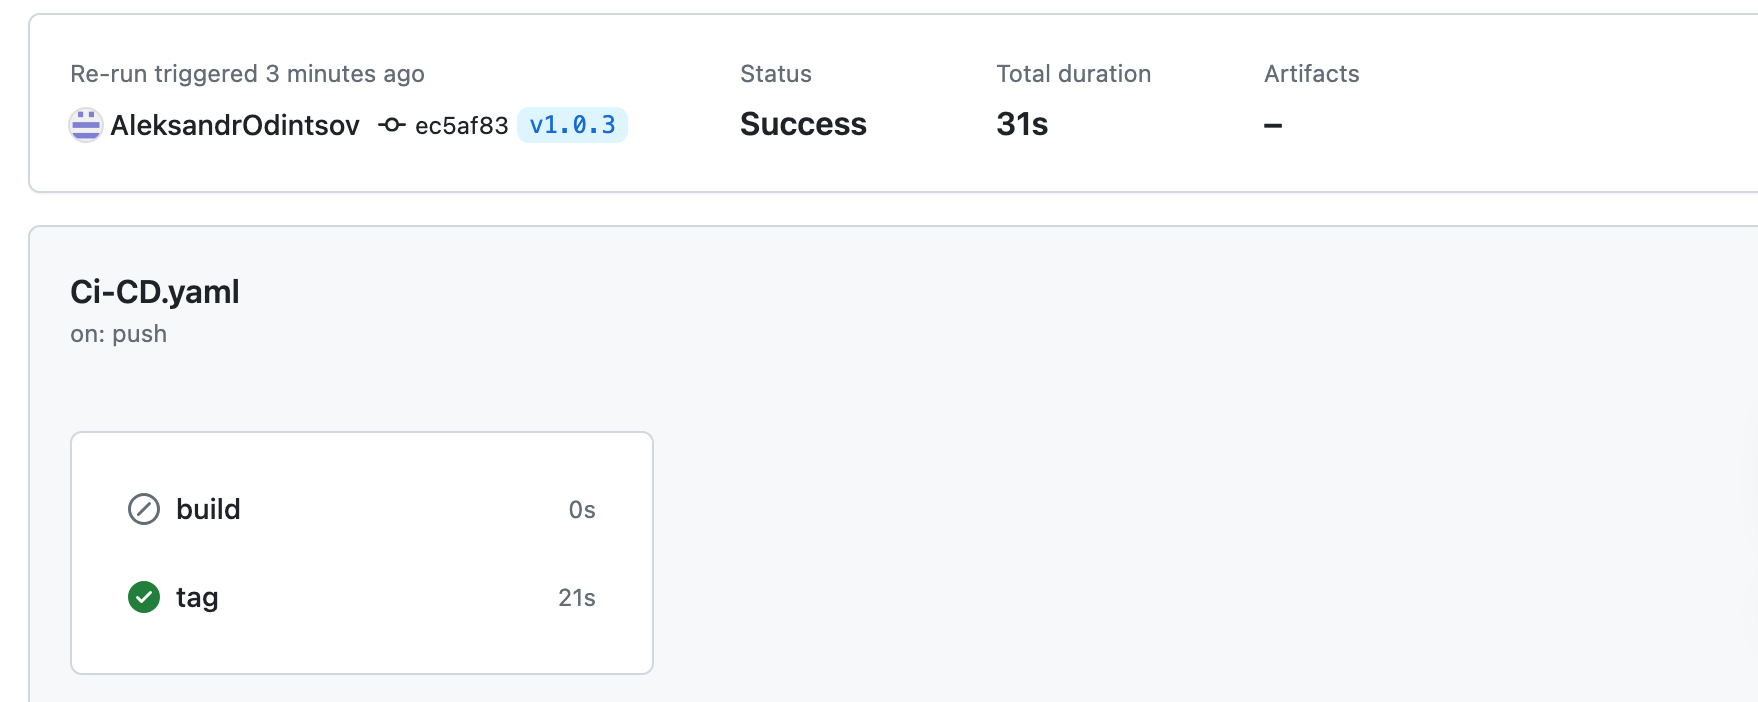 Re-run triggered 3 minutes ago
AleksandrOdintsov ec5af83 v1.0.3
Status
Success
Total duration
31s
Artifacts
–
Ci-CD.yaml
on: push
build 0s
tag 21s